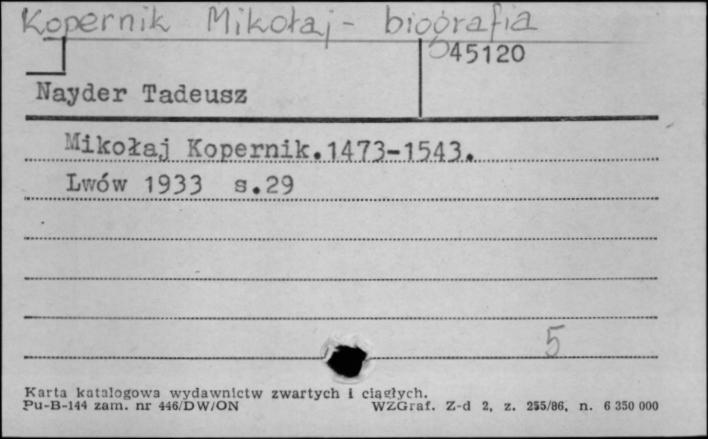 Kopernik Mikołaj - biografia
45120
Nayder Tadeusz
Mikołaj Kopernik.1473-1543.
Lwów 1933 s.29
5
Karta katalogowa wydawnictw zwartych i ciągłych.
Pu-B-144 zam. nr 446/DW/ON WZGraf. Z-d 2, z. 255/86, n. 6 350 000